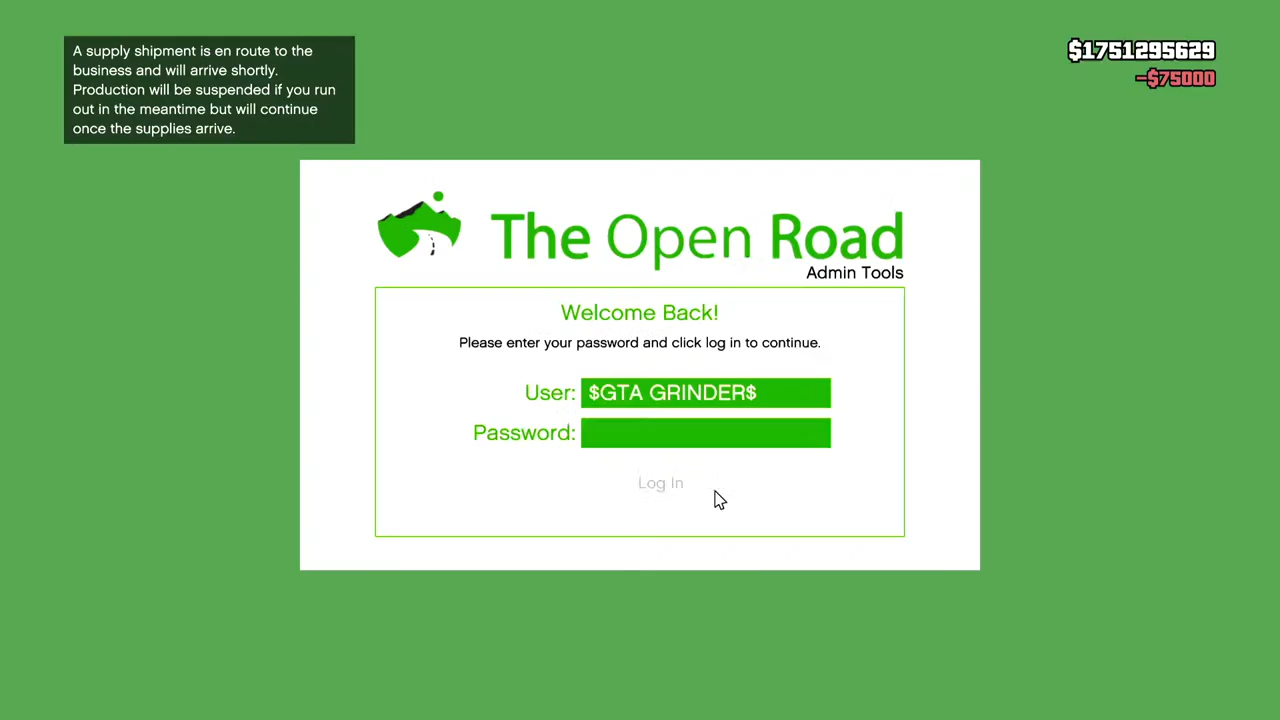 A supply shipment is en route to the
business and will arrive shortly.
Production will be suspended if you run
out in the meantime but will continue
once the supplies arrive.
$1751295629
-$75000
The Open Road
Admin Tools
Welcome Back!
Please enter your password and click log in to continue.
User: $GTA GRINDER$
Password:
Log In